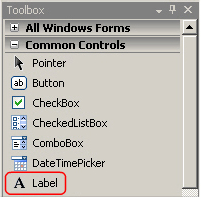 Toolbox
All Windows Forms
Common Controls
Pointer
ab Button
CheckBox
CheckedListBox
ComboBox
DateTimePicker
A Label